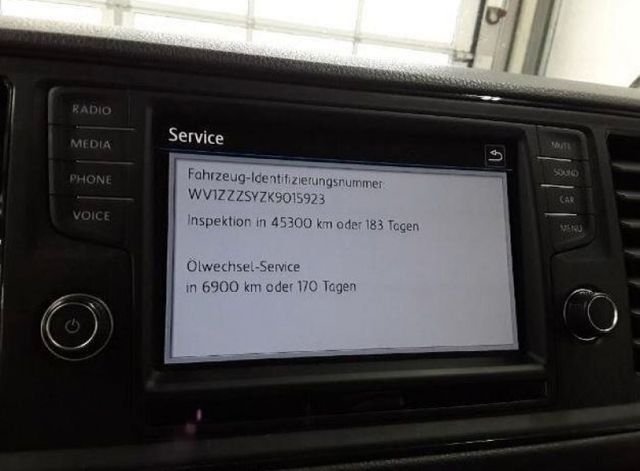 RADIO
MEDIA
PHONE
VOICE
Service
Fahrzeug-Identifizierungsnummer:
WV1ZZZSYZK9015923
Inspektion in 45300 km oder 183 Tagen
Ölwechsel-Service
in 6900 km oder 170 Tagen
MUTE
SOUND
CAR
MENU